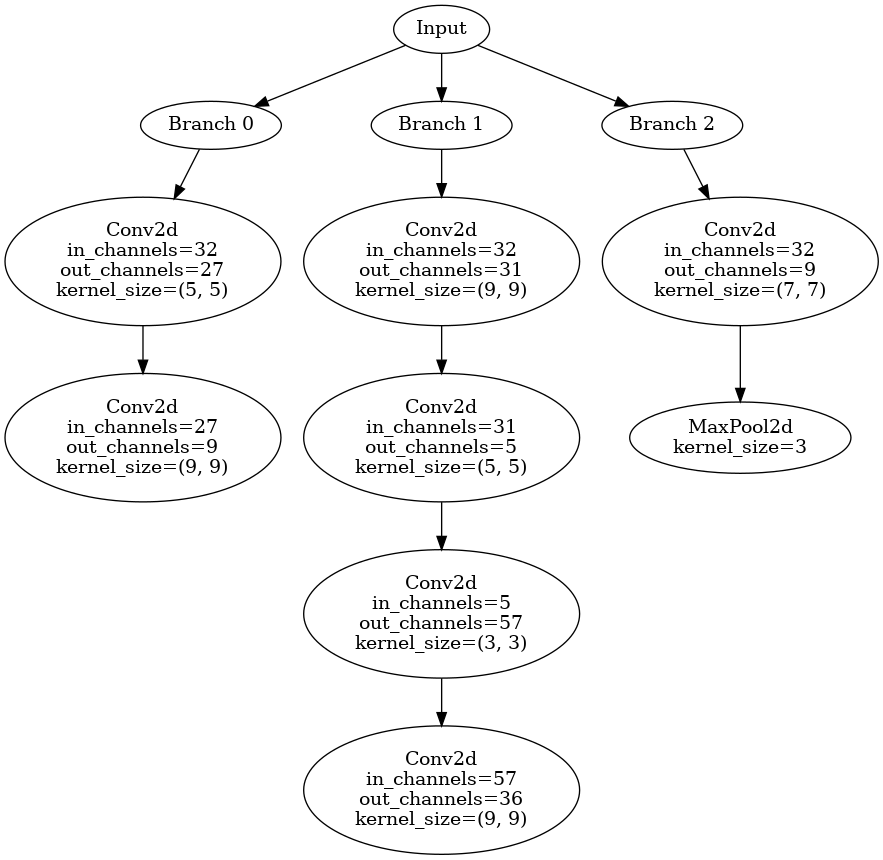 Input
Branch 0
Branch 1
Branch 2
Conv2d
in_channels=32
out_channels=27
kernel_size=(5, 5)
Conv2d
in_channels=32
out_channels=31
kernel_size=(9, 9)
Conv2d
in_channels=32
out_channels=9
kernel_size=(7, 7)
Conv2d
in_channels=27
out_channels=9
kernel_size=(9, 9)
Conv2d
in_channels=31
out_channels=5
kernel_size=(5, 5)
MaxPool2d
kernel_size=3
Conv2d
in_channels=5
out_channels=57
kernel_size=(3, 3)
Conv2d
in_channels=57
out_channels=36
kernel_size=(9, 9)